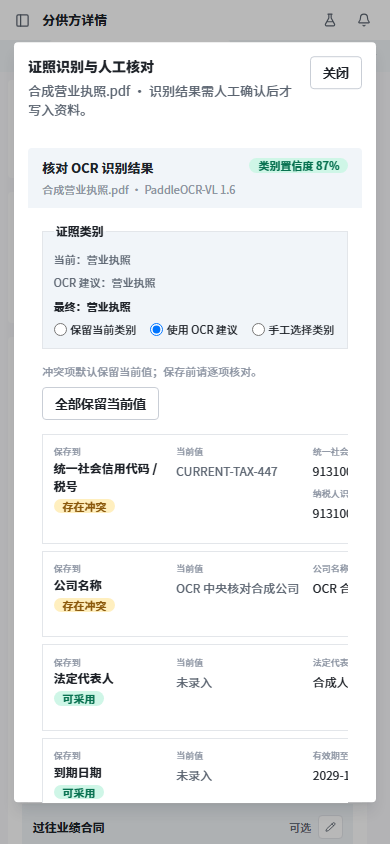 分供方详情
证照识别与人工核对
关闭
合成营业执照.pdf • 识别结果需人工确认后才
写入资料。
核对 OCR 识别结果
类别置信度 87%
合成营业执照.pdf • PaddleOCR-VL 1.6
证照类别
当前：营业执照
OCR 建议：营业执照
最终：营业执照
保留当前类别 使用 OCR 建议 手工选择类别
冲突项默认保留当前值；保存前请逐项核对。
全部保留当前值
保存到 当前值 统一社会
统一社会信用代码 / CURRENT-TAX-447 913100
税号 纳税人识
存在冲突 913100
保存到 当前值 公司名称
公司名称 OCR 中央核对合成公司 OCR 合
存在冲突
保存到 当前值 法定代表
法定代表人 未录入 合成人
可采用
保存到 当前值 有效期至
到期日期 未录入 2029-1
可采用
过往业绩合同 可选